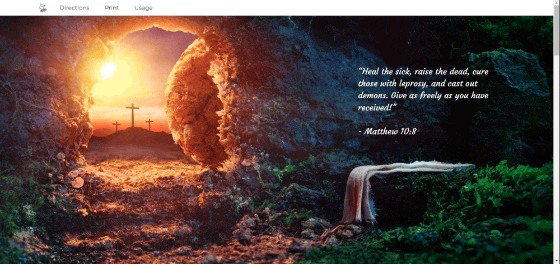 Directions Print Usage
"Heal the sick, raise the dead, cure
those with leprosy, and cast out
demons. Give as freely as you have
received!"
- Matthew 10:8